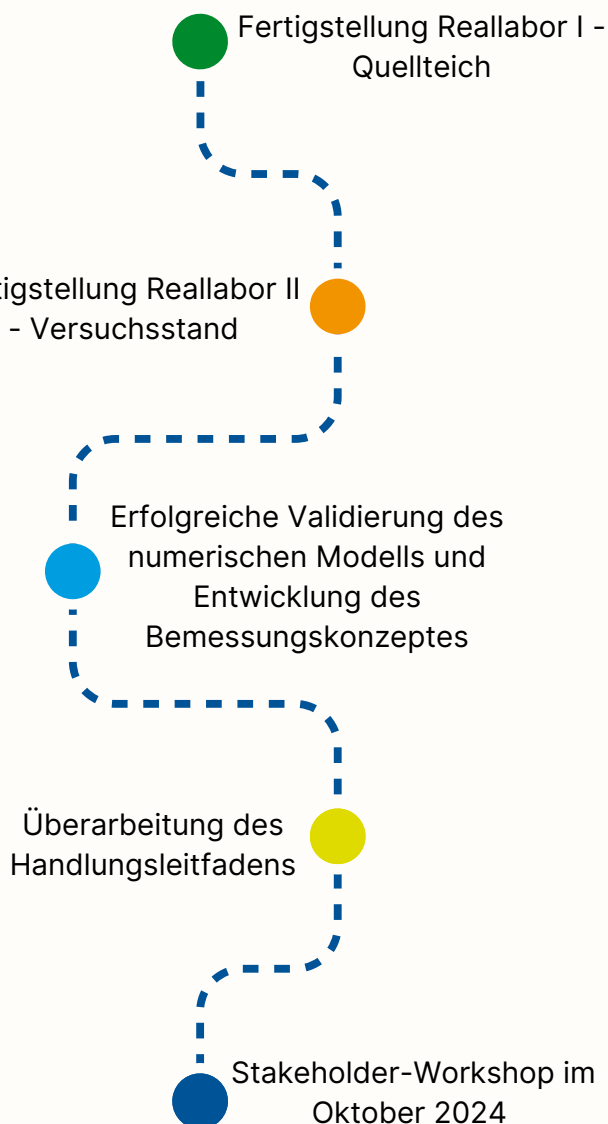 Fertigstellung Reallabor I -
Quellteich
tigstellung Reallabor II
- Versuchsstand
Erfolgreiche Validierung des
numerischen Modells und
Entwicklung des
Bemessungskonzeptes
Überarbeitung des
Handlungsleitfadens
Stakeholder-Workshop im
Oktober 2024